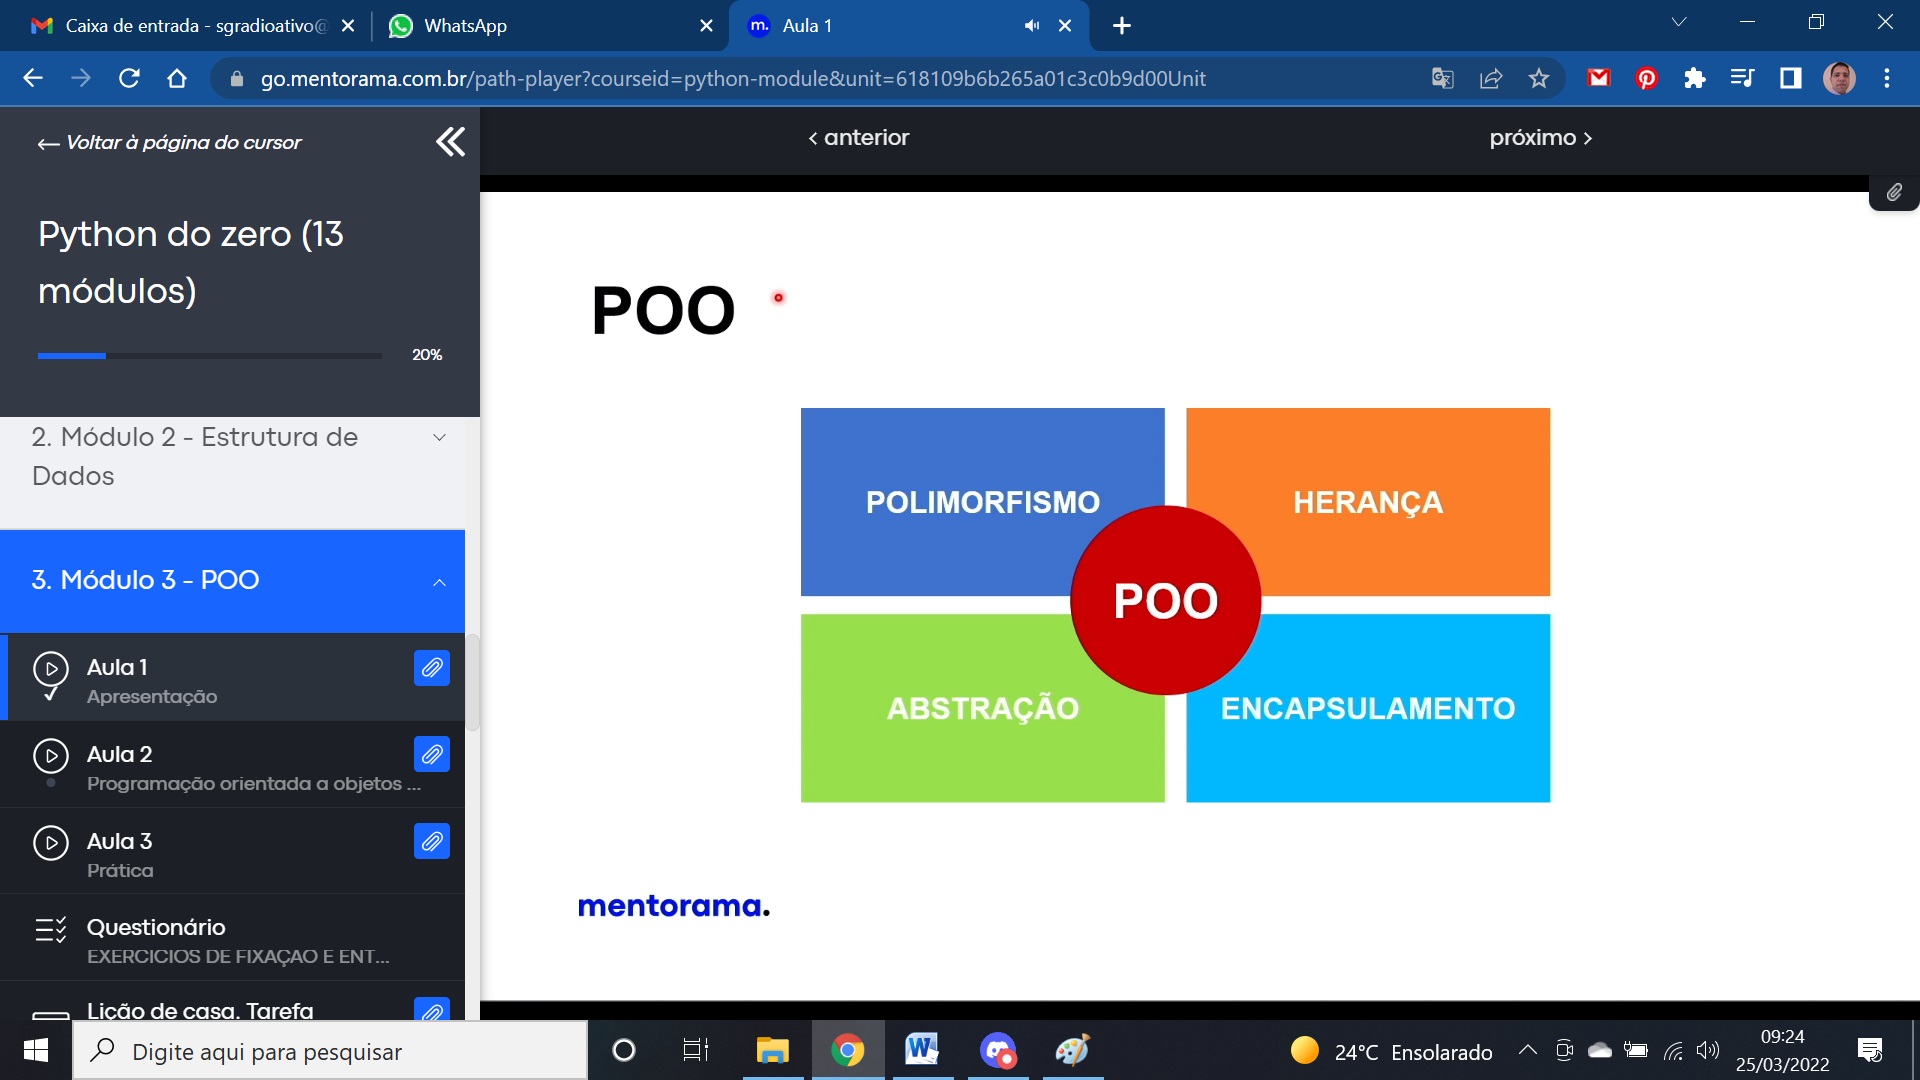 Caixa de entrada - sgradioativo@
WhatsApp
m. Aula 1
go.mentorama.com.br/path-player?courseid=python-module&unit=618109b6b265a01c3c0b9d00Unit
← Voltar à página do cursor
‹ anterior
próximo ›
Python do zero (13
módulos)
20%
2. Módulo 2 - Estrutura de
Dados
3. Módulo 3 - POO
Aula 1
Apresentação
Aula 2
Programação orientada a objetos ...
Aula 3
Prática
Questionário
EXERCICIOS DE FIXAÇAO E ENT...
Lição de casa. Tarefa
POO
POLIMORFISMO
HERANÇA
POO
ABSTRAÇÃO
ENCAPSULAMENTO
mentorama.
Digite aqui para pesquisar
24°C Ensolarado
09:24
25/03/2022